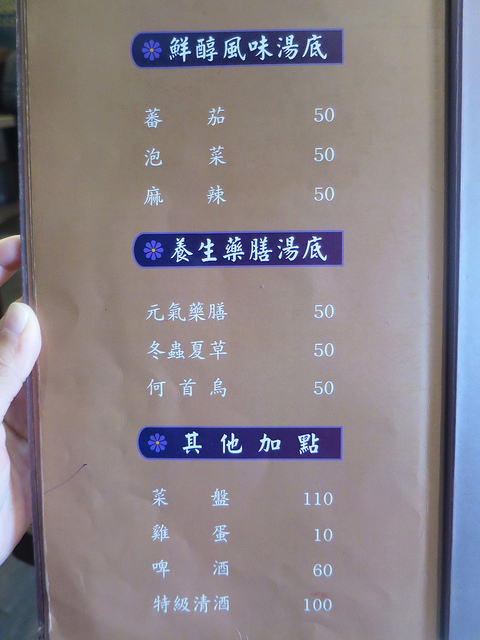 鮮醇風味湯底
蕃茄 50
泡菜 50
麻辣 50
養生藥膳湯底
元氣藥膳 50
冬蟲夏草 50
何首烏 50
其他加點
菜盤 110
雞蛋 10
啤酒 60
特級清酒 100